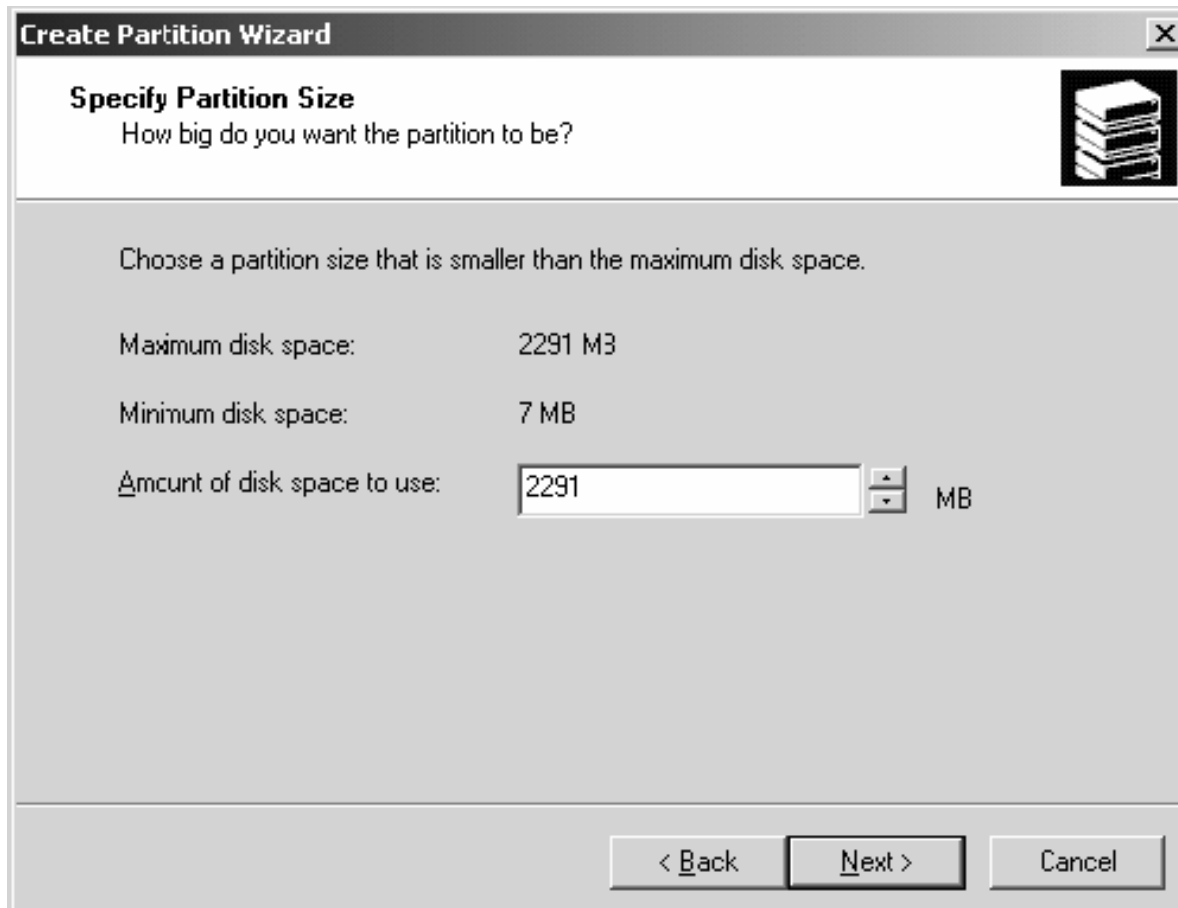 Create Partition Wizard
Specify Partition Size
How big do you want the partition to be?
Choose a partition size that is smaller than the maximum disk space.
Maximum disk space: 2291 MB
Minimum disk space: 7 MB
Amount of disk space to use: 2291 MB
< Back Next > Cancel